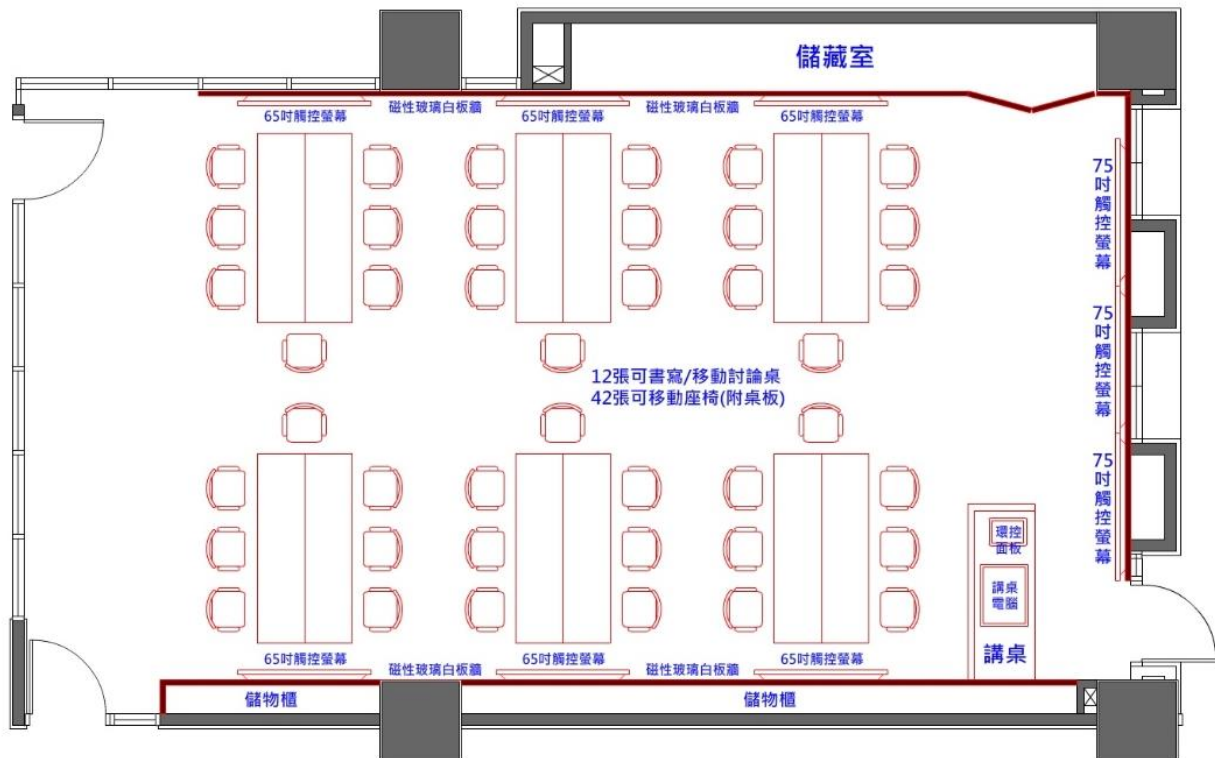 儲藏室
65吋觸控螢幕
磁性玻璃白板牆
65吋觸控螢幕
磁性玻璃白板牆
65吋觸控螢幕
75吋觸控螢幕
75吋觸控螢幕
75吋觸控螢幕
12張可書寫/移動討論桌
42張可移動座椅(附桌板)
環控
面板
講桌
電腦
講桌
65吋觸控螢幕
磁性玻璃白板牆
65吋觸控螢幕
磁性玻璃白板牆
65吋觸控螢幕
儲物櫃
儲物櫃